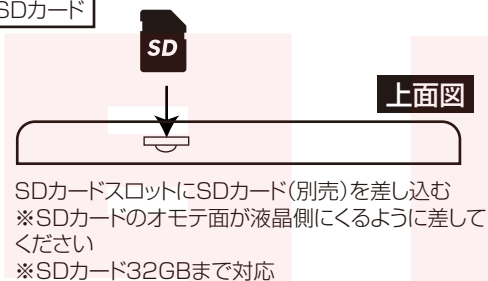 SDカード
SD
上面図
SDカードスロットにSDカード(別売)を差し込む
※SDカードのオモテ面が液晶側にくるように差して
ください
※SDカード32GBまで対応